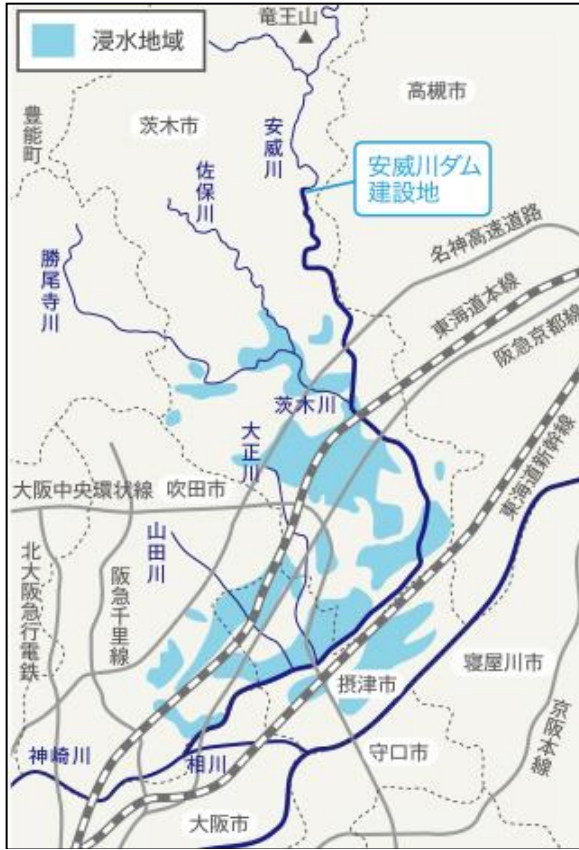 浸水地域
竜王山
高槻市
豊能町
茨木市
安威川
佐保川
安威川ダム
建設地
勝尾寺川
名神高速道路
東海道本線
阪急京都線
茨木川
大正川
東海道新幹線
大阪中央環状線
吹田市
山田川
北大阪急行電鉄
阪急千里線
摂津市
寝屋川市
京阪本線
神崎川
相川
守口市
大阪市